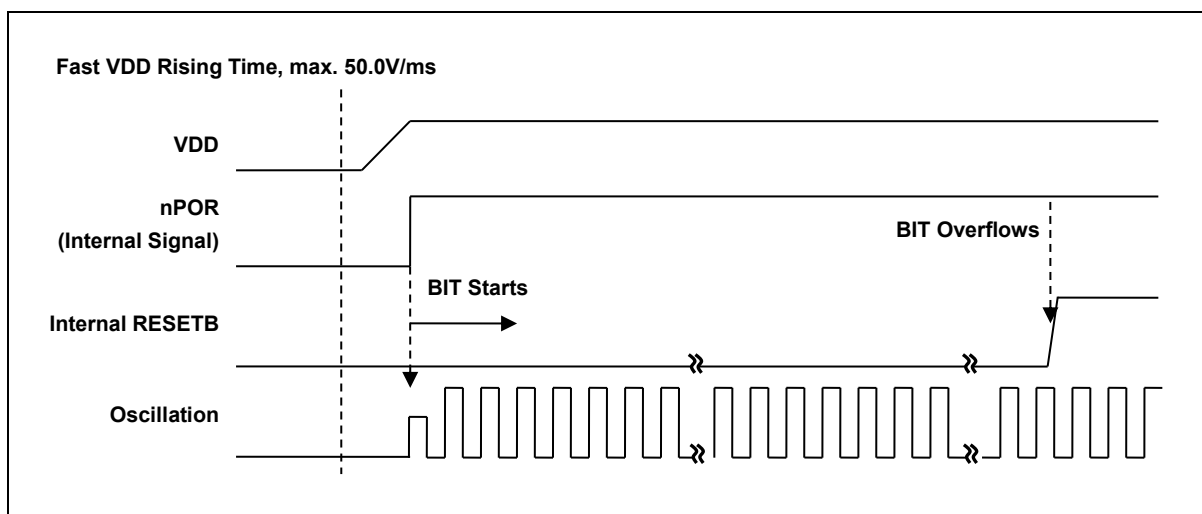 Fast VDD Rising Time, max. 50.0V/ms
VDD
nPOR
(Internal Signal)
BIT Overflows
BIT Starts
Internal RESETB
Oscillation